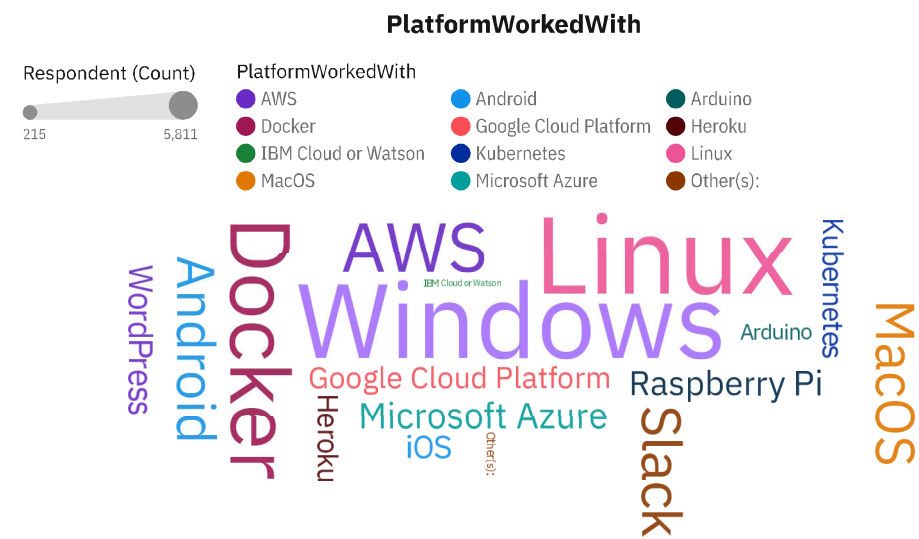 PlatformWorkedWith
Respondent (Count)
215
5,811
PlatformWorkedWith
AWS
Android
Arduino
Docker
Google Cloud Platform
Heroku
IBM Cloud or Watson
Kubernetes
Linux
MacOS
Microsoft Azure
Other(s):
WordPress
Android
Docker
AWS
IBM Cloud or Watson
Linux
Windows
Kubernetes
Arduino
MacOS
Google Cloud Platform
Raspberry Pi
Heroku
Microsoft Azure
iOS
Other(s):
Slack